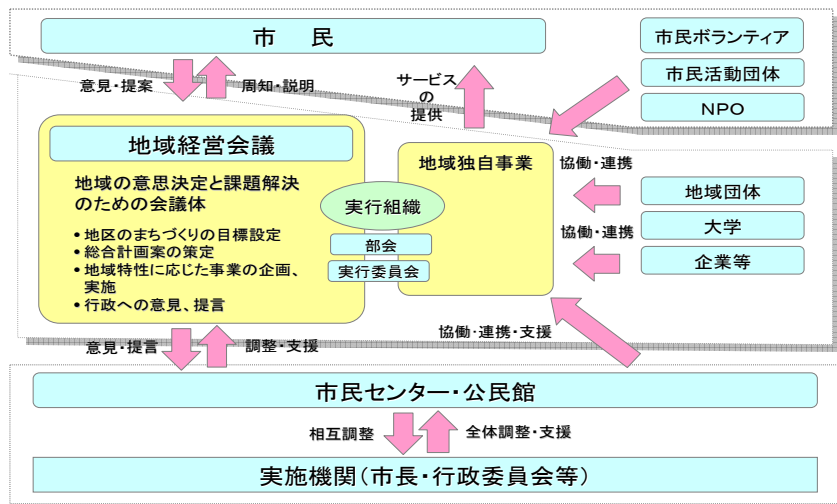 市　民
市民ボランティア
市民活動団体
NPO
意見・提案
周知・説明
サービス
の
提供
地域経営会議
地域の意思決定と課題解決
のための会議体
•地区のまちづくりの目標設定
•総合計画案の策定
•地域特性に応じた事業の企画、
実施
•行政への意見、提言
実行組織
部会
実行委員会
地域独自事業
協働・連携
協働・連携
地域団体
大学
企業等
意見・提言
調整・支援
協働・連携・支援
市民センター・公民館
相互調整
全体調整・支援
実施機関(市長・行政委員会等)